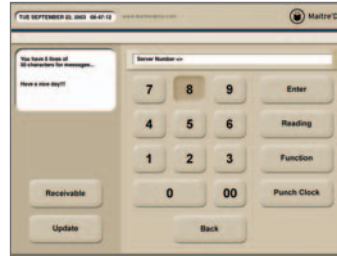 TUE SEPTEMBER 23, 2003 08:47:12
Maitre'D
You have 5 lines of
50 characters for messages...
Have a nice day!!!
Server Number =>
7 8 9 Enter
4 5 6 Reading
1 2 3 Function
Receivable 0 00 Punch Clock
Update Back